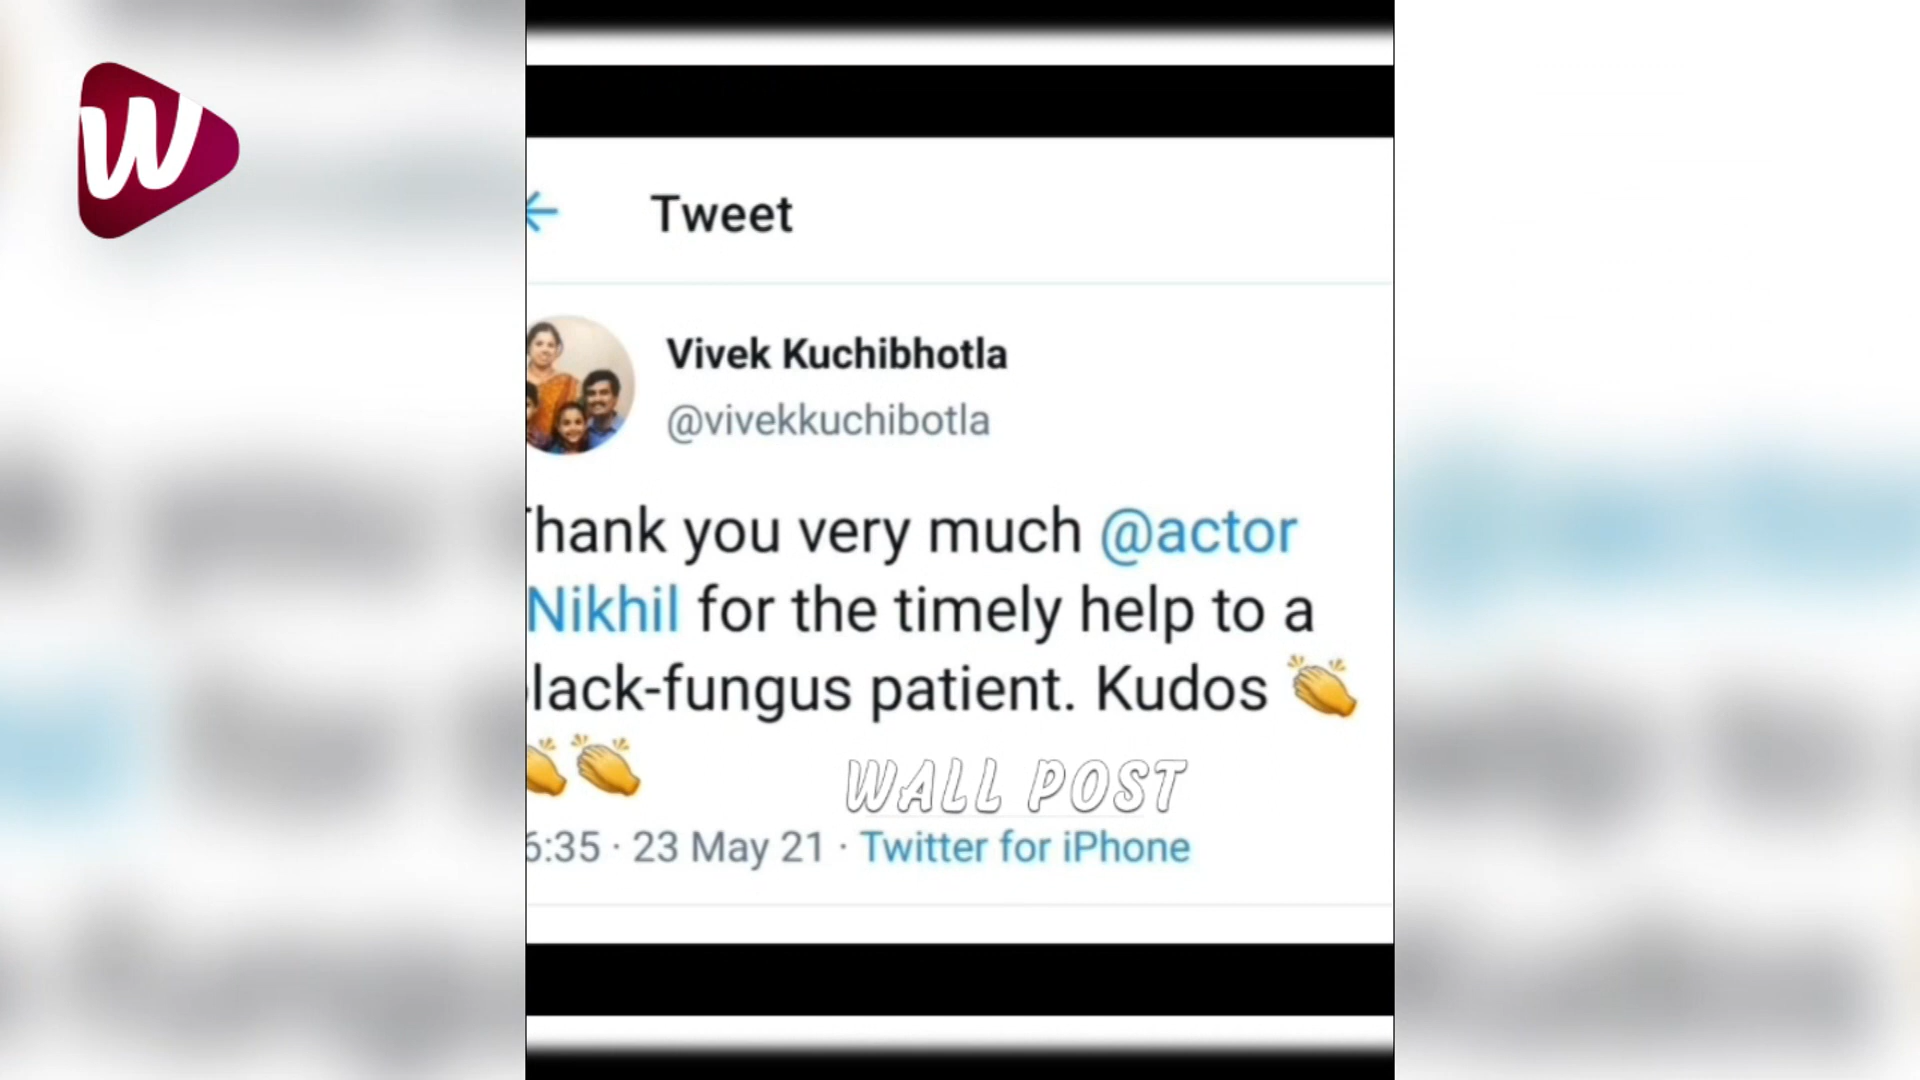 W
Tweet
Vivek Kuchibhotla
@vivekkuchibotla
hank you very much @actor
Nikhil for the timely help to a
lack-fungus patient. Kudos 👏
👏👏
WALL POST
6:35 · 23 May 21 · Twitter for iPhone